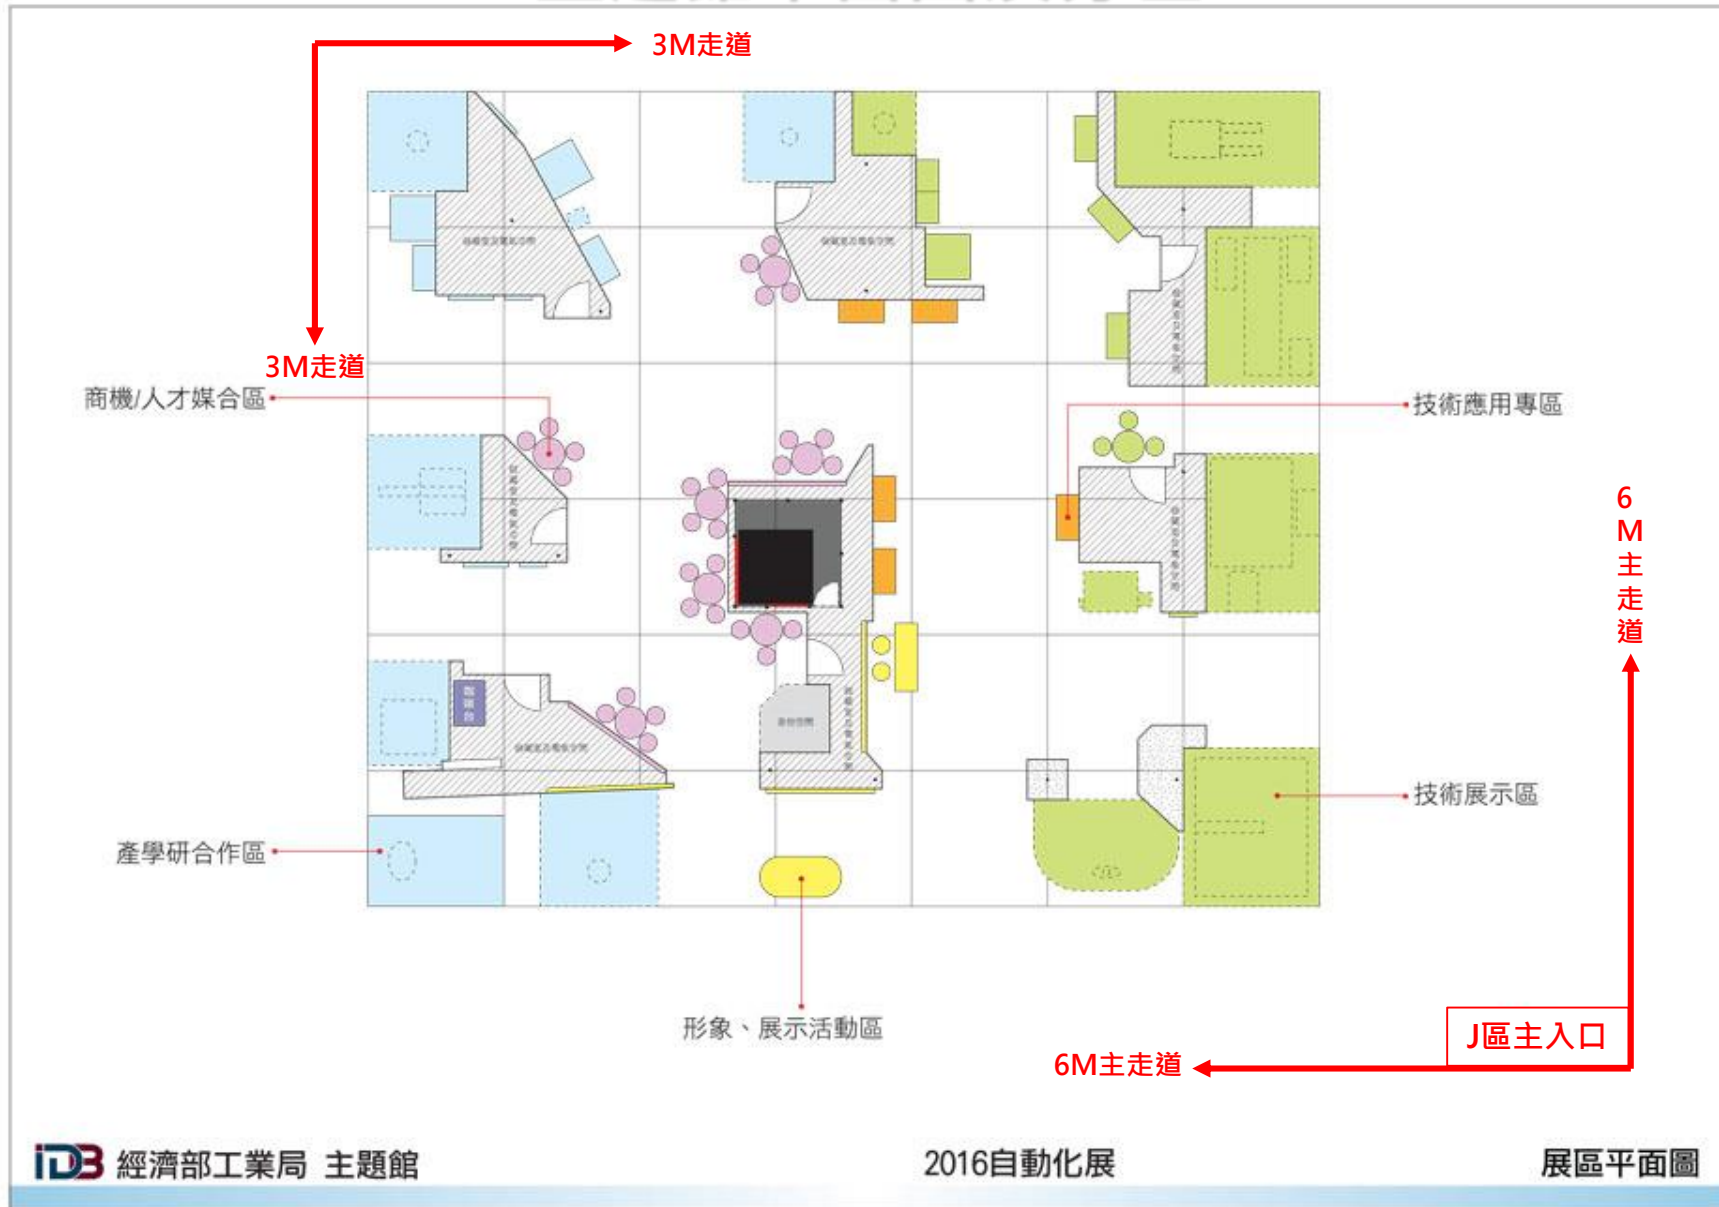 3M走道
3M走道
商機/人才媒合區
技術應用專區
6M主走道
諮詢台
產學研合作區
技術展示區
形象、展示活動區
J區主入口
6M主走道
iDB 經濟部工業局 主題館
2016自動化展
展區平面圖